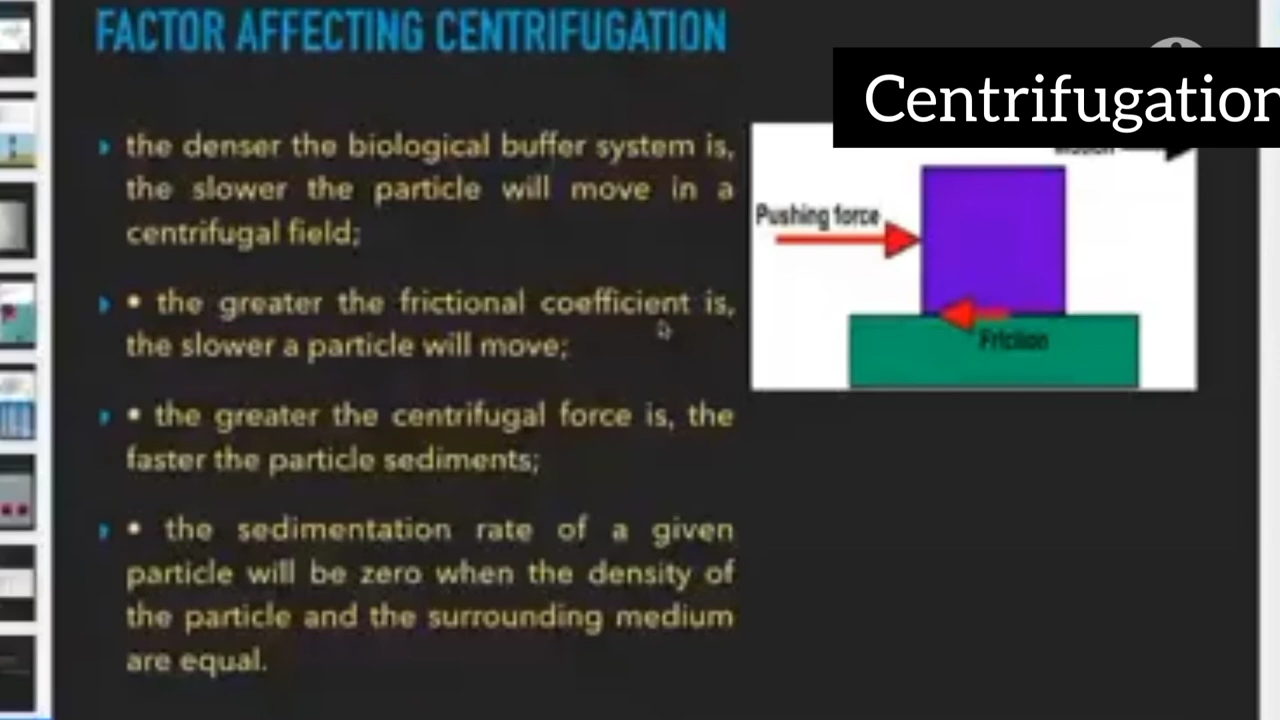 FACTOR AFFECTING CENTRIFUGATION
Centrifugation
the denser the biological buffer system is,
the slower the particle will move in a
centrifugal field;
• the greater the frictional coefficient is,
the slower a particle will move;
• the greater the centrifugal force is, the
faster the particle sediments;
• the sedimentation rate of a given
particle will be zero when the density of
the particle and the surrounding medium
are equal.
Pushing force
Friction